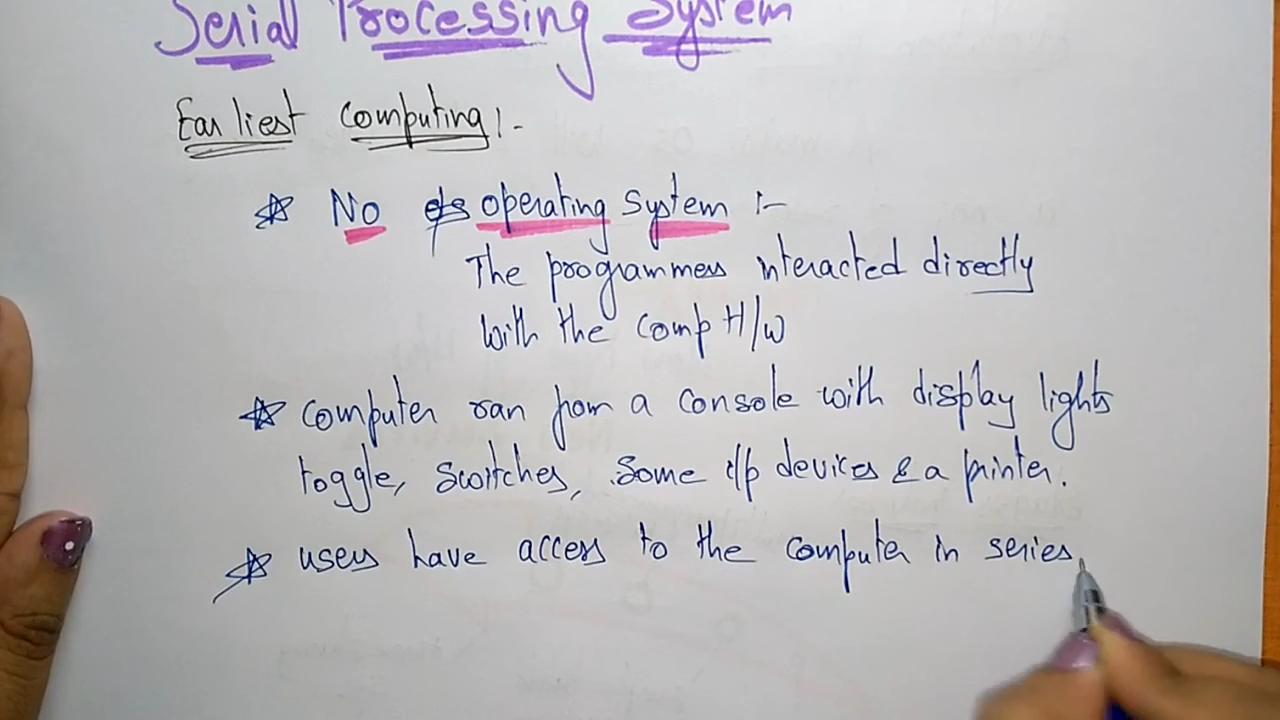 Serial Processing System
Earliest computing :-
☆ No operating system :-
The programmers interacted directly
with the comp H/w
☆ computer ran from a console with display lights
toggle, switches, some i/p devices & a printer.
☆ users have access to the computer in series.